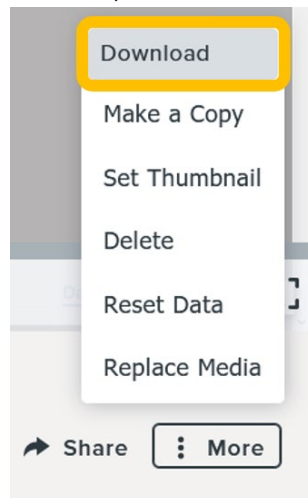 Download
Make a Copy
Set Thumbnail
Delete
Reset Data
Replace Media
Share
More